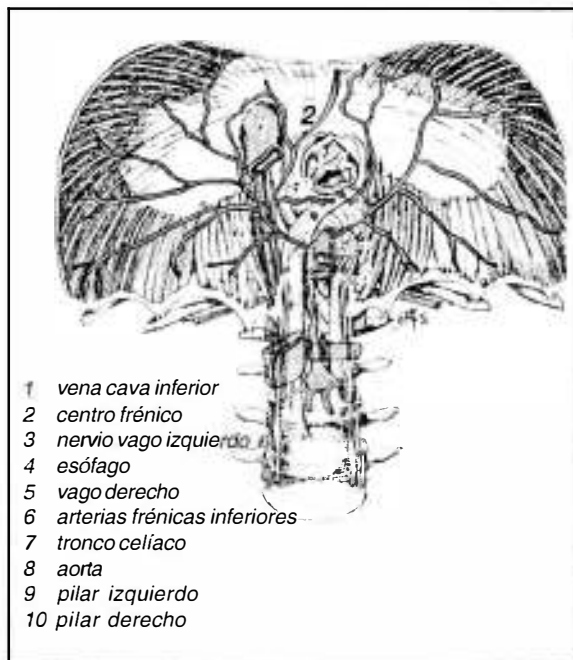 2
1 vena cava inferior
2 centro frénico
3 nervio vago izquierdo
4 esófago
5 vago derecho
6 arterias frénicas inferiores
7 tronco celíaco
8 aorta
9 pilar izquierdo
10 pilar derecho